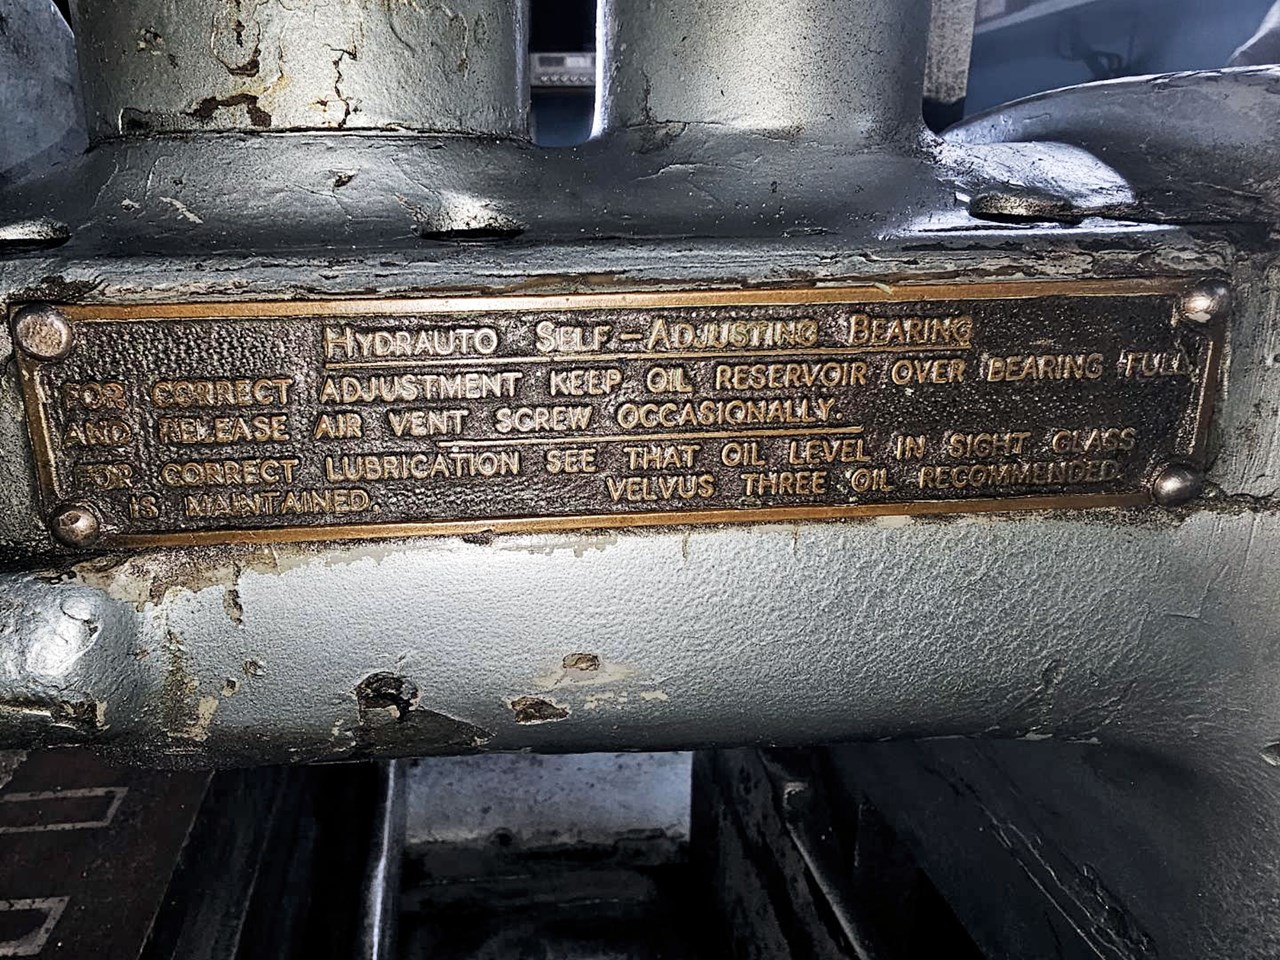 HYDRAUTO SELF-ADJUSTING BEARING
FOR CORRECT ADJUSTMENT KEEP OIL RESERVOIR OVER BEARING FULL
AND RELEASE AIR VENT SCREW OCCASIONALLY.
FOR CORRECT LUBRICATION SEE THAT OIL LEVEL IN SIGHT GLASS
IS MAINTAINED. VELVUS THREE OIL RECOMMENDED.